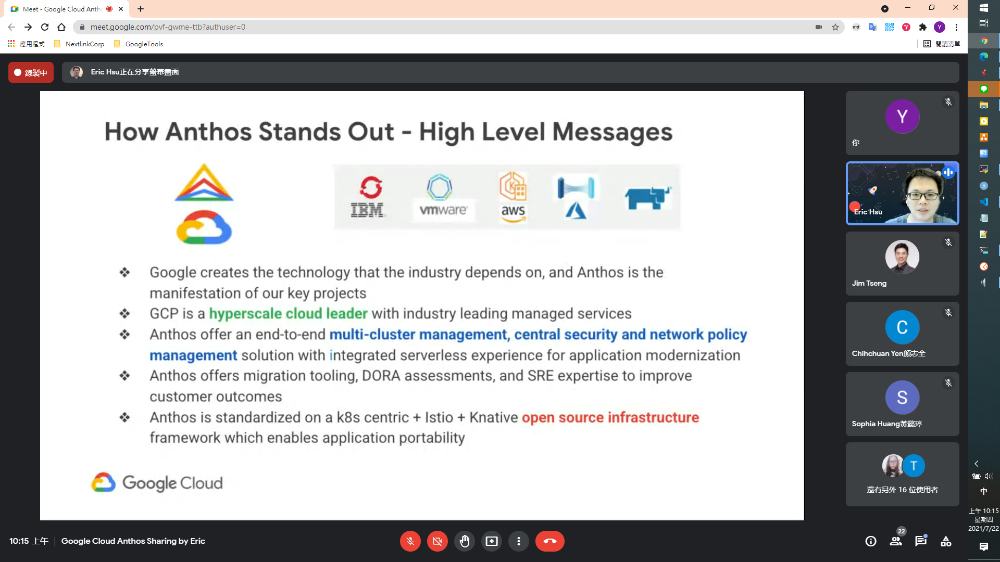 Meet - Google Cloud Anth
meet.google.com/pvf-gwme-ttb?authuser=0
應用程式
NextlinkCorp
GoogleTools
閱讀清單
錄製中
Eric Hsu正在分享螢幕畫面
How Anthos Stands Out - High Level Messages
IBM
vmware
aws
Google creates the technology that the industry depends on, and Anthos is the
manifestation of our key projects
GCP is a hyperscale cloud leader with industry leading managed services
Anthos offer an end-to-end multi-cluster management, central security and network policy
management solution with integrated serverless experience for application modernization
Anthos offers migration tooling, DORA assessments, and SRE expertise to improve
customer outcomes
Anthos is standardized on a k8s centric + Istio + Knative open source infrastructure
framework which enables application portability
Google Cloud
Y
你
Eric Hsu
Jim Tseng
C
Chihchuan Yen顏志全
S
Sophia Huang黃懿琤
T
還有另外 16 位使用者
10:15 上午
Google Cloud Anthos Sharing by Eric
22
md
Y
S3
R
中
上午 10:15
星期四
2021/7/22